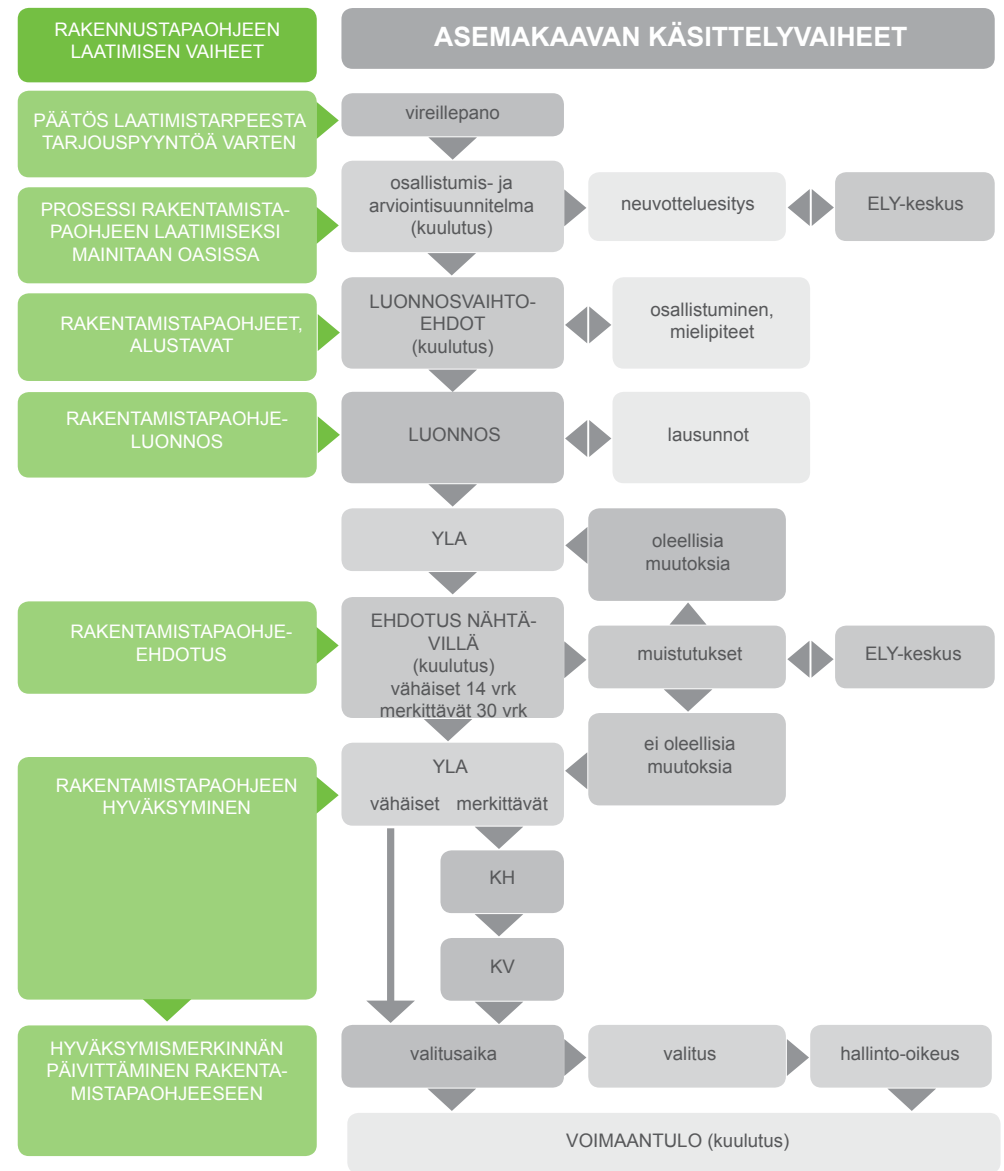 RAKENNUSTAPAOHJEEN
LAATIMISEN VAIHEET
ASEMAKAAVAN KÄSITTELYVAIHEET
PÄÄTÖS LAATIMISTARPEESTA
TARJOUSPYYNTÖÄ VARTEN
vireillepano
PROSESSI RAKENTAMISTA-
PAOHJEEN LAATIMISEKSI
MAINITAAN OASISSA
osallistumis- ja
arviointisuunnitelma
(kuulutus)
neuvotteluesitys
ELY-keskus
RAKENTAMISTAPAOHJEET,
ALUSTAVAT
LUONNOSVAIHTO-
EHDOT
(kuulutus)
osallistuminen,
mielipiteet
RAKENTAMISTAPAOHJE-
LUONNOS
LUONNOS
lausunnot
YLA
oleellisia
muutoksia
RAKENTAMISTAPAOHJE-
EHDOTUS
EHDOTUS NÄHTÄ-
VILLÄ
(kuulutus)
vähäiset 14 vrk
merkittävät 30 vrk
muistutukset
ELY-keskus
ei oleellisia
muutoksia
RAKENTAMISTAPAOHJEEN
HYVÄKSYMINEN
YLA
vähäiset merkittävät
KH
KV
HYVÄKSYMISMERKINNÄN
PÄIVITTÄMINEN RAKENTA-
MISTAPAOHJEESEEN
valitusaika
valitus
hallinto-oikeus
VOIMAANTULO (kuulutus)